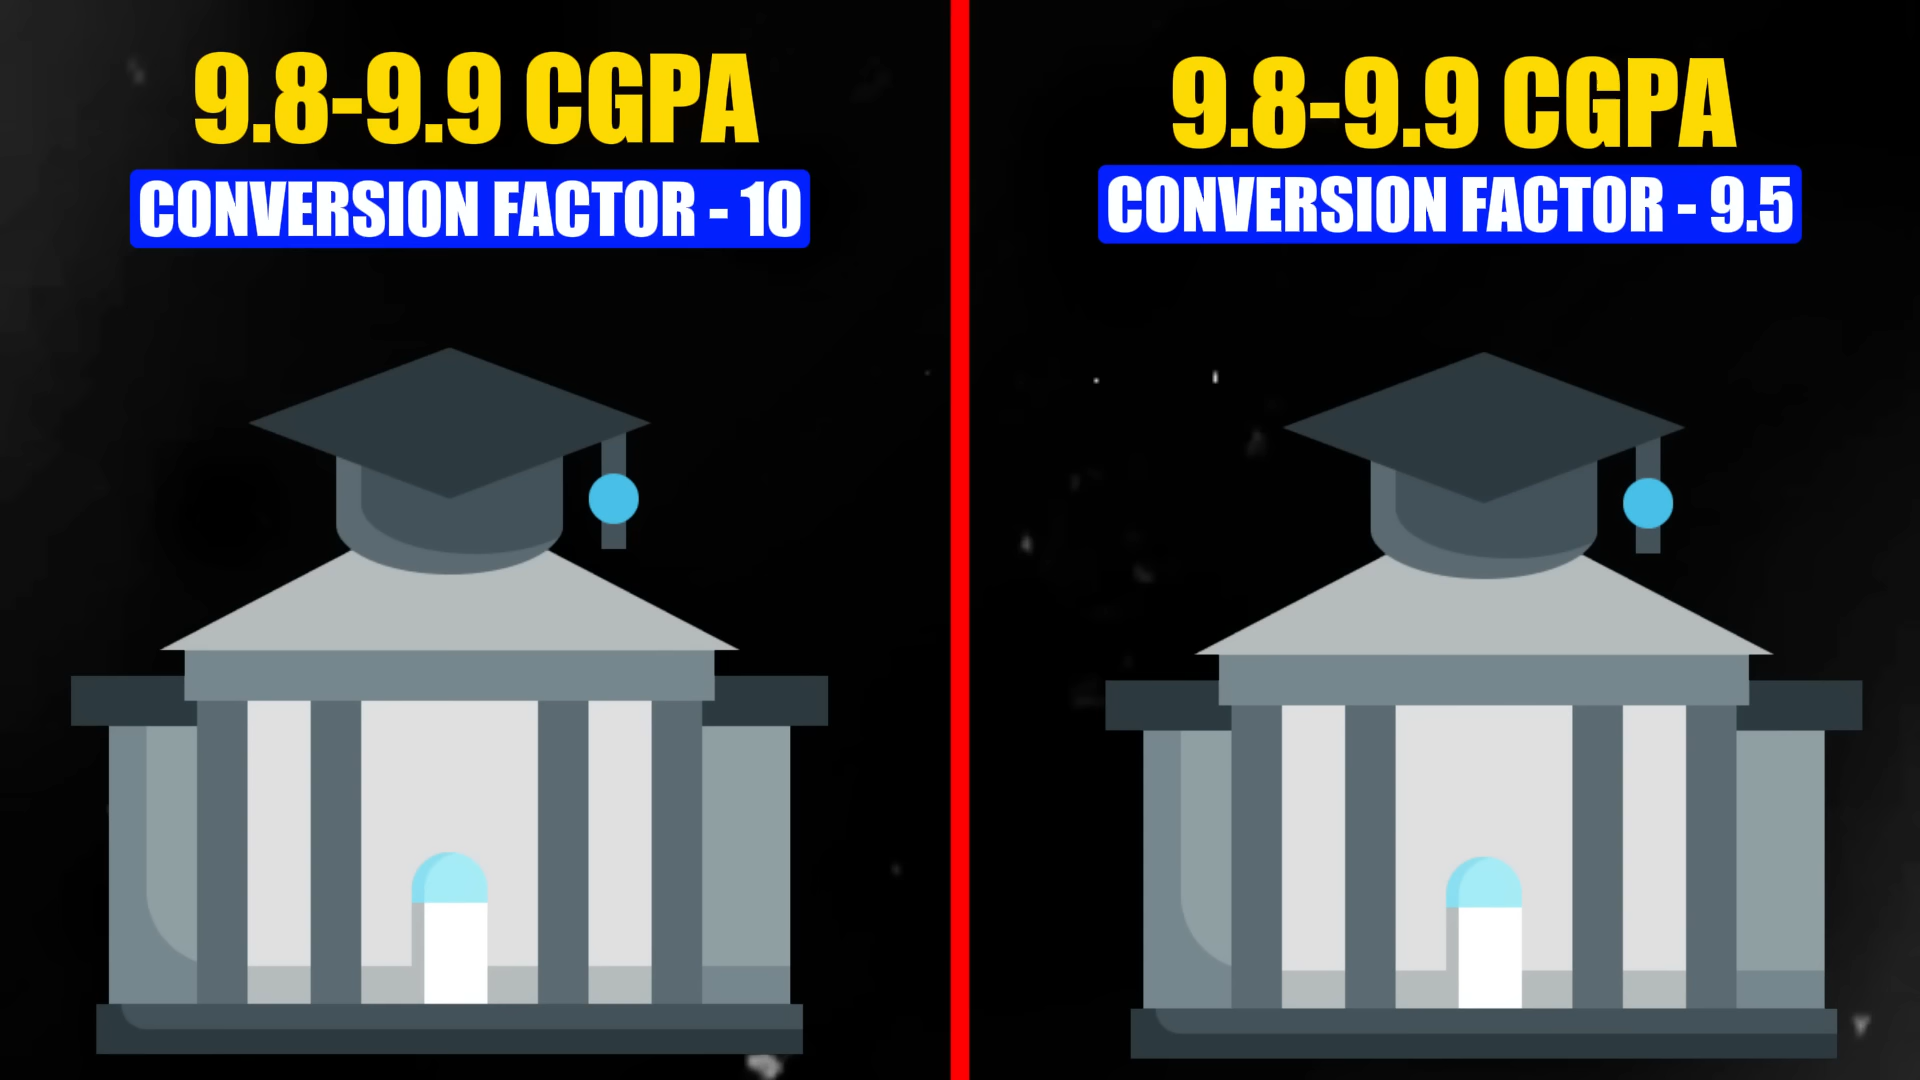 9.8-9.9 CGPA
CONVERSION FACTOR - 10
9.8-9.9 CGPA
CONVERSION FACTOR - 9.5